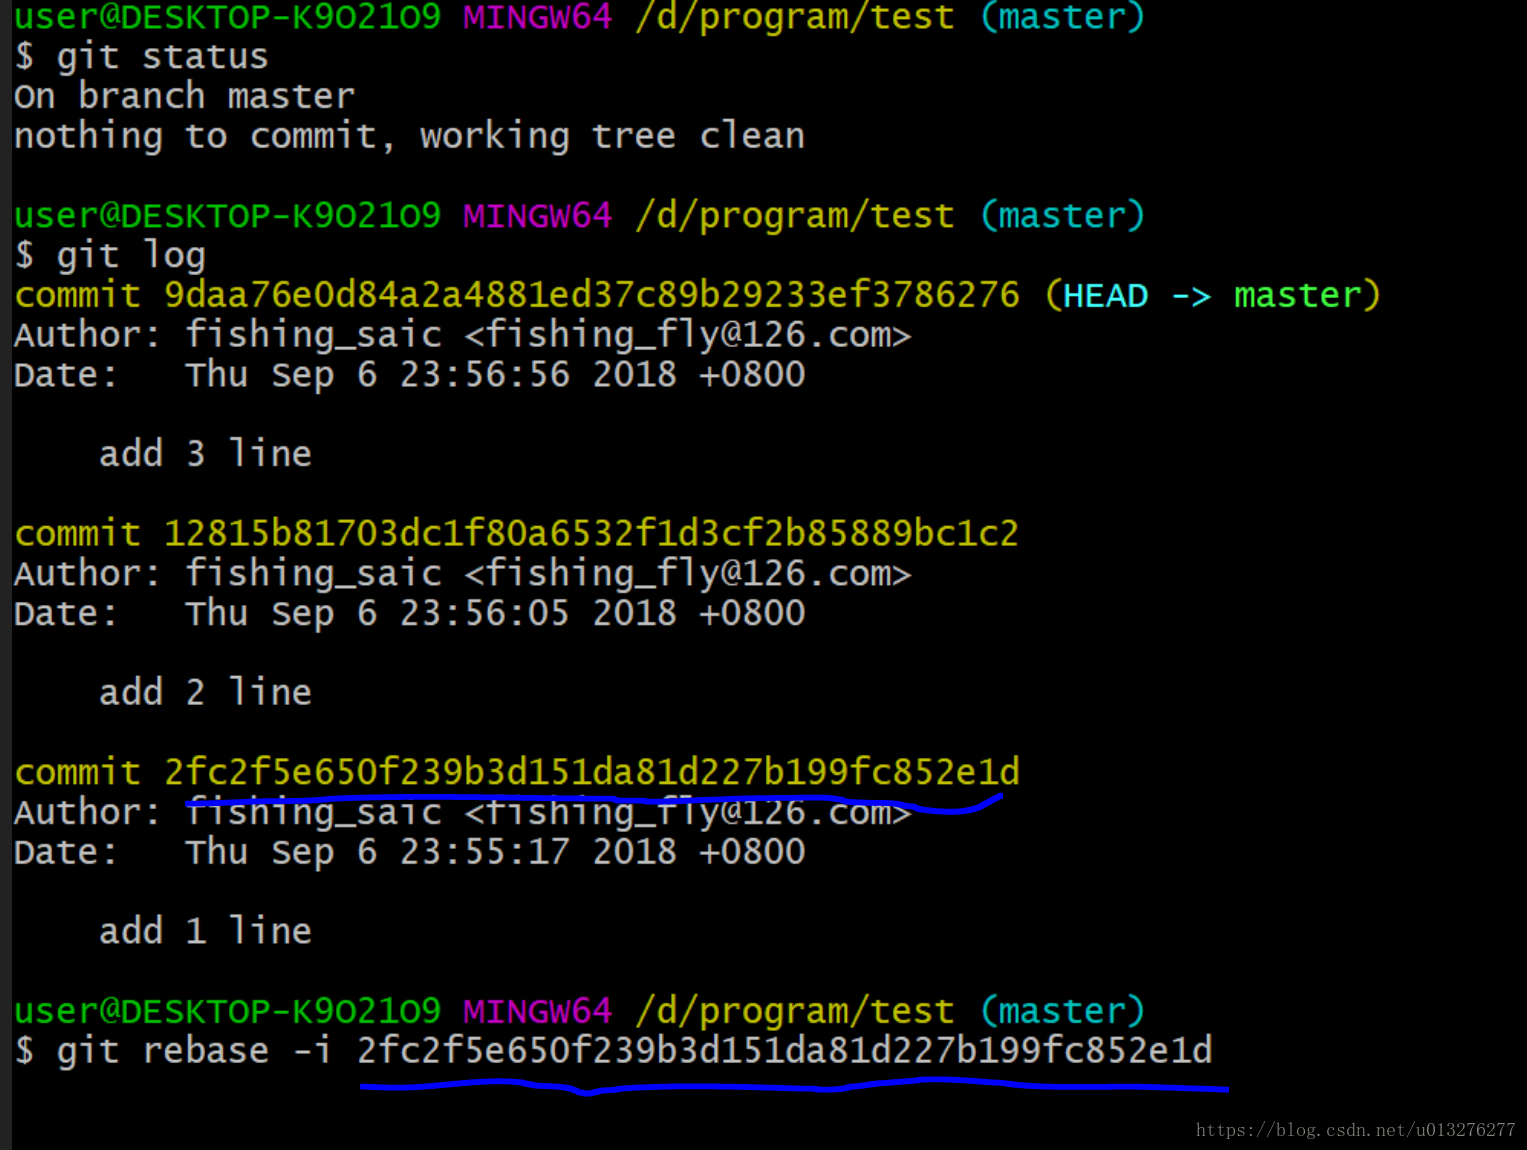 user@DESKTOP-K9O21O9 MINGW64 /d/program/test (master)
$ git status
On branch master
nothing to commit, working tree clean
user@DESKTOP-K9O21O9 MINGW64 /d/program/test (master)
$ git log
commit 9daa76e0d84a2a4881ed37c89b29233ef3786276 (HEAD -> master)
Author: fishing_saic <fishing_fly@126.com>
Date:   Thu Sep 6 23:56:56 2018 +0800
    add 3 line
commit 12815b81703dc1f80a6532f1d3cf2b85889bc1c2
Author: fishing_saic <fishing_fly@126.com>
Date:   Thu Sep 6 23:56:05 2018 +0800
    add 2 line
commit 2fc2f5e650f239b3d151da81d227b199fc852e1d
Author: fishing_saic <fishing_fly@126.com>
Date:   Thu Sep 6 23:55:17 2018 +0800
    add 1 line
user@DESKTOP-K9O21O9 MINGW64 /d/program/test (master)
$ git rebase -i 2fc2f5e650f239b3d151da81d227b199fc852e1d
https://blog.csdn.net/u013276277